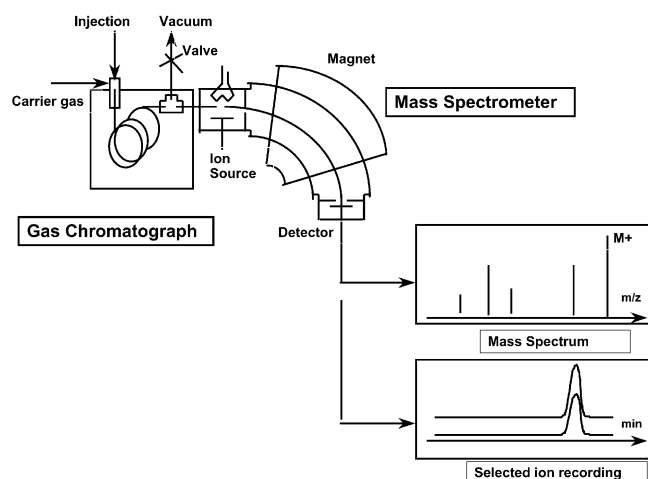 Injection
Vacuum
Valve
Magnet
Carrier gas
Mass Spectrometer
Ion
Source
Gas Chromatograph
Detector
M+
m/z
Mass Spectrum
min
Selected ion recording